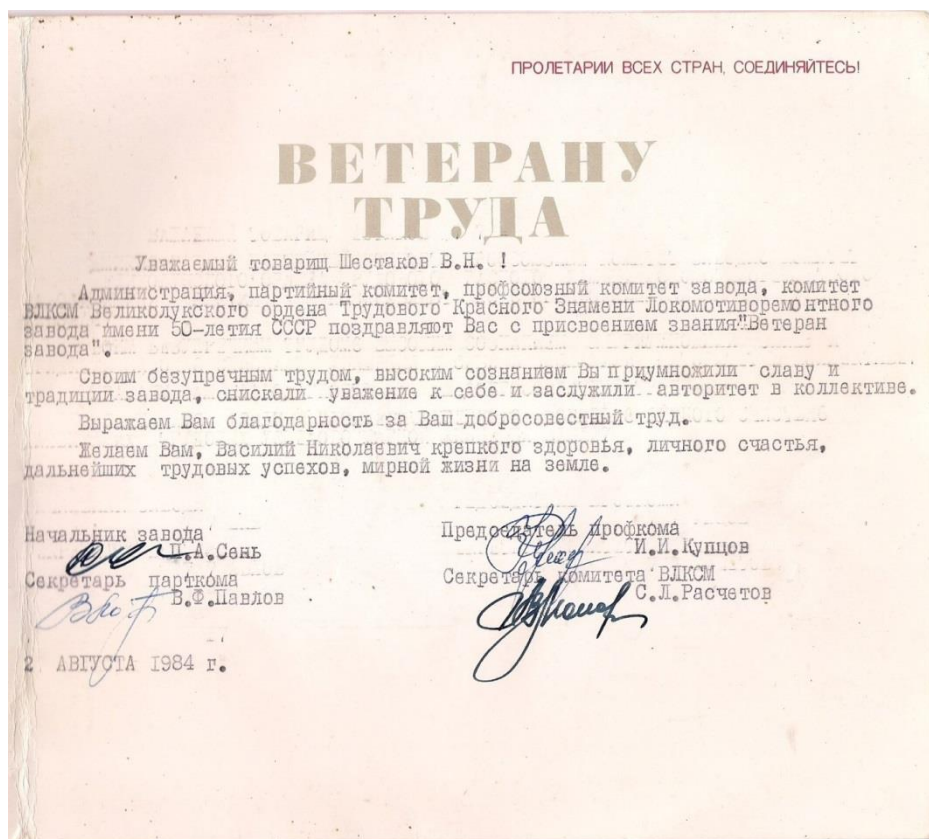 ПРОЛЕТАРИИ ВСЕХ СТРАН, СОЕДИНЯЙТЕСЬ!
ВЕТЕРАНУ
ТРУДА
Уважаемый товарищ Шестаков В.Н. !
Администрация, партийный комитет, профсоюзный комитет завода, комитет
ВЛКСМ Великолукского ордена Трудового Красного Знамени Локомотиворемонтного
завода имени 50-летия СССР поздравляют Вас с присвоением звания"Ветеран
завода".
Своим безупречным трудом, высоким сознанием Вы приумножили славу и
традиции завода, снискали уважение к себе и заслужили авторитет в коллективе.
Выражаем Вам благодарность за Ваш добросовестный труд.
Желаем Вам, Василий Николаевич крепкого здоровья, личного счастья,
дальнейших трудовых успехов, мирной жизни на земле.
Начальник завода
П.А.Сень
Секретарь парткома
В.Ф.Павлов
Председатель профкома
И.И.Купцов
Секретарь комитета ВЛКСМ
С.Л.Расчетов
2 АВГУСТА 1984 г.